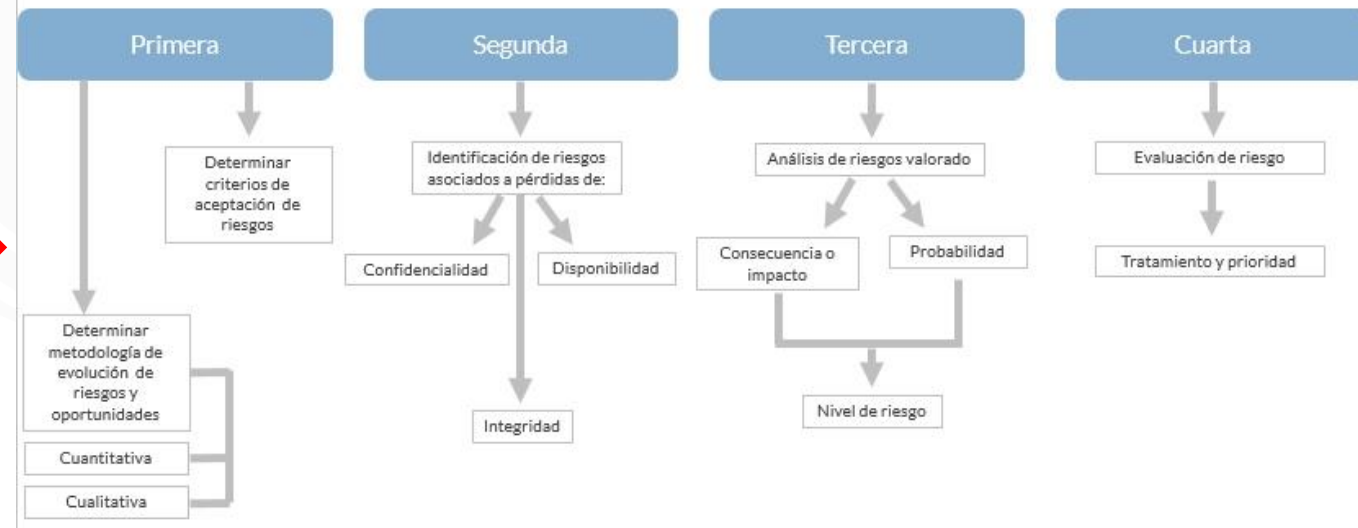 Primera
Determinar
criterios de
aceptación de
riesgos
Determinar
metodología de
evolución de
riesgos y
oportunidades
Cuantitativa
Cualitativa
Segunda
Identificación de riesgos
asociados a pérdidas de:
Confidencialidad
Disponibilidad
Integridad
Tercera
Análisis de riesgos valorado
Consecuencia o
impacto
Probabilidad
Nivel de riesgo
Cuarta
Evaluación de riesgo
Tratamiento y prioridad